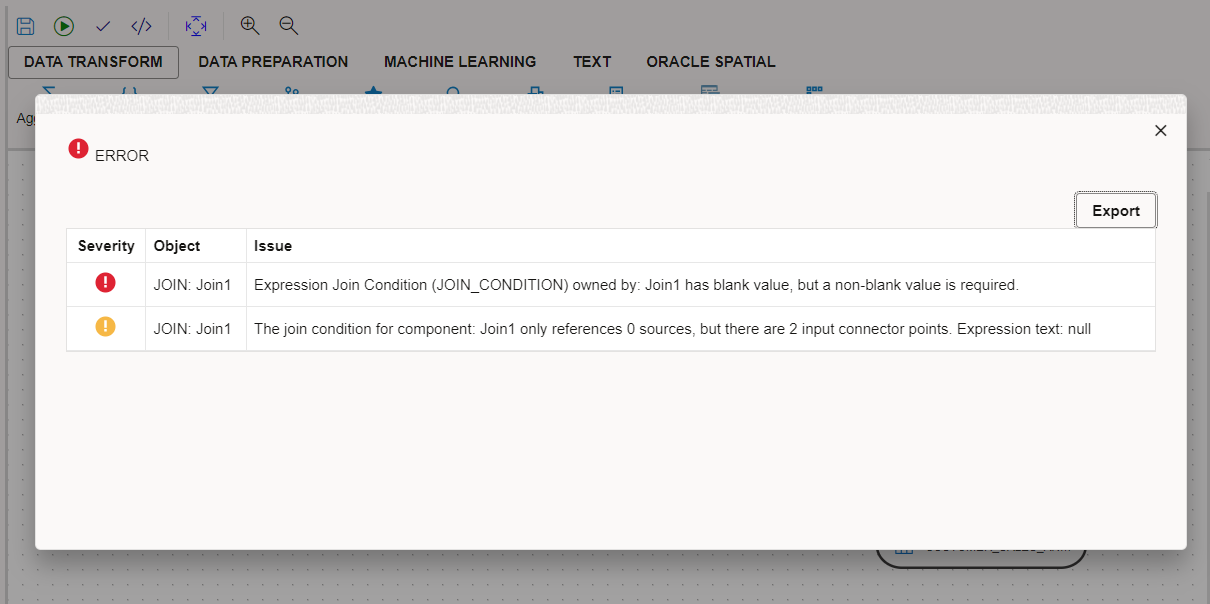 DATA TRANSFORM DATA PREPARATION MACHINE LEARNING TEXT ORACLE SPATIAL
ERROR
Export
Severity Object Issue
JOIN: Join1 Expression Join Condition (JOIN_CONDITION) owned by: Join1 has blank value, but a non-blank value is required.
JOIN: Join1 The join condition for component: Join1 only references 0 sources, but there are 2 input connector points. Expression text: null